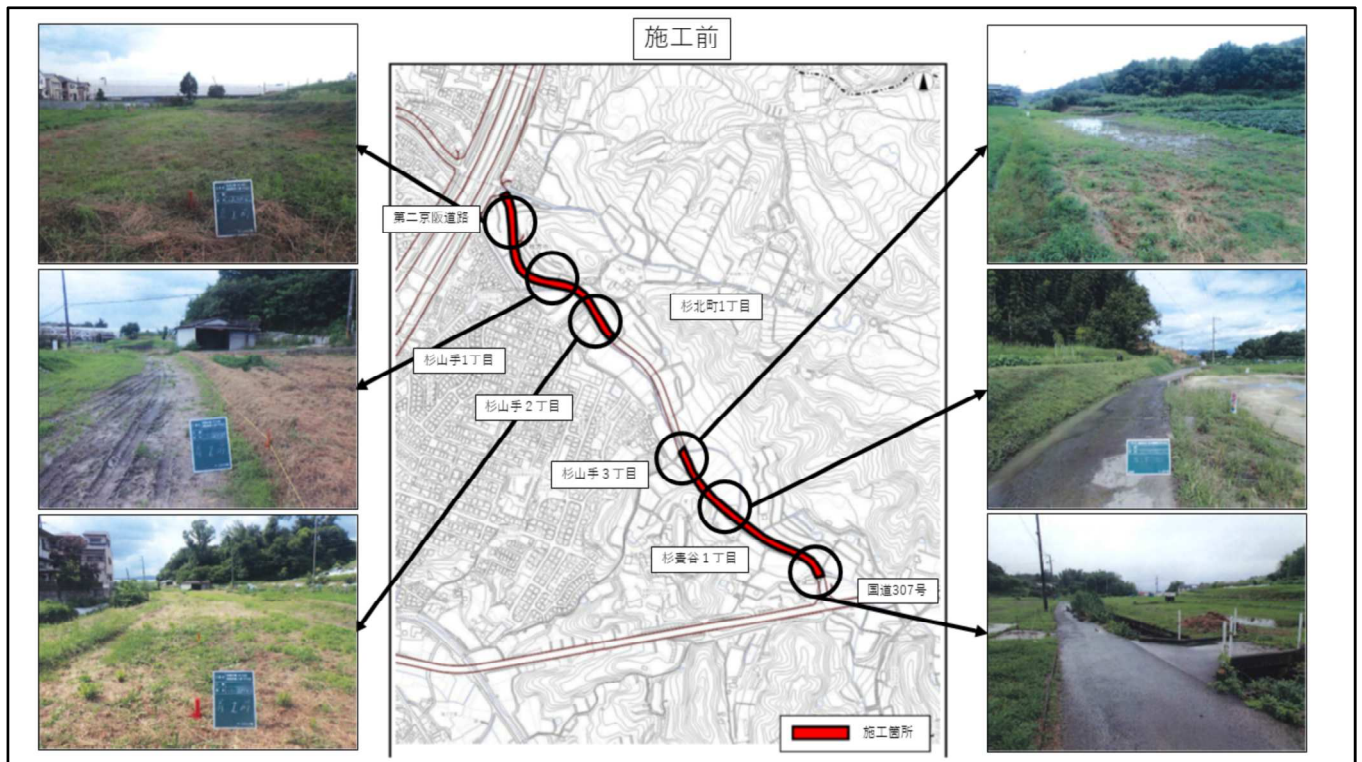 施工前
第二京阪道路
杉北町1丁目
杉山手1丁目
杉山手２丁目
杉山手３丁目
杉責谷１丁目
国道307号
施工箇所